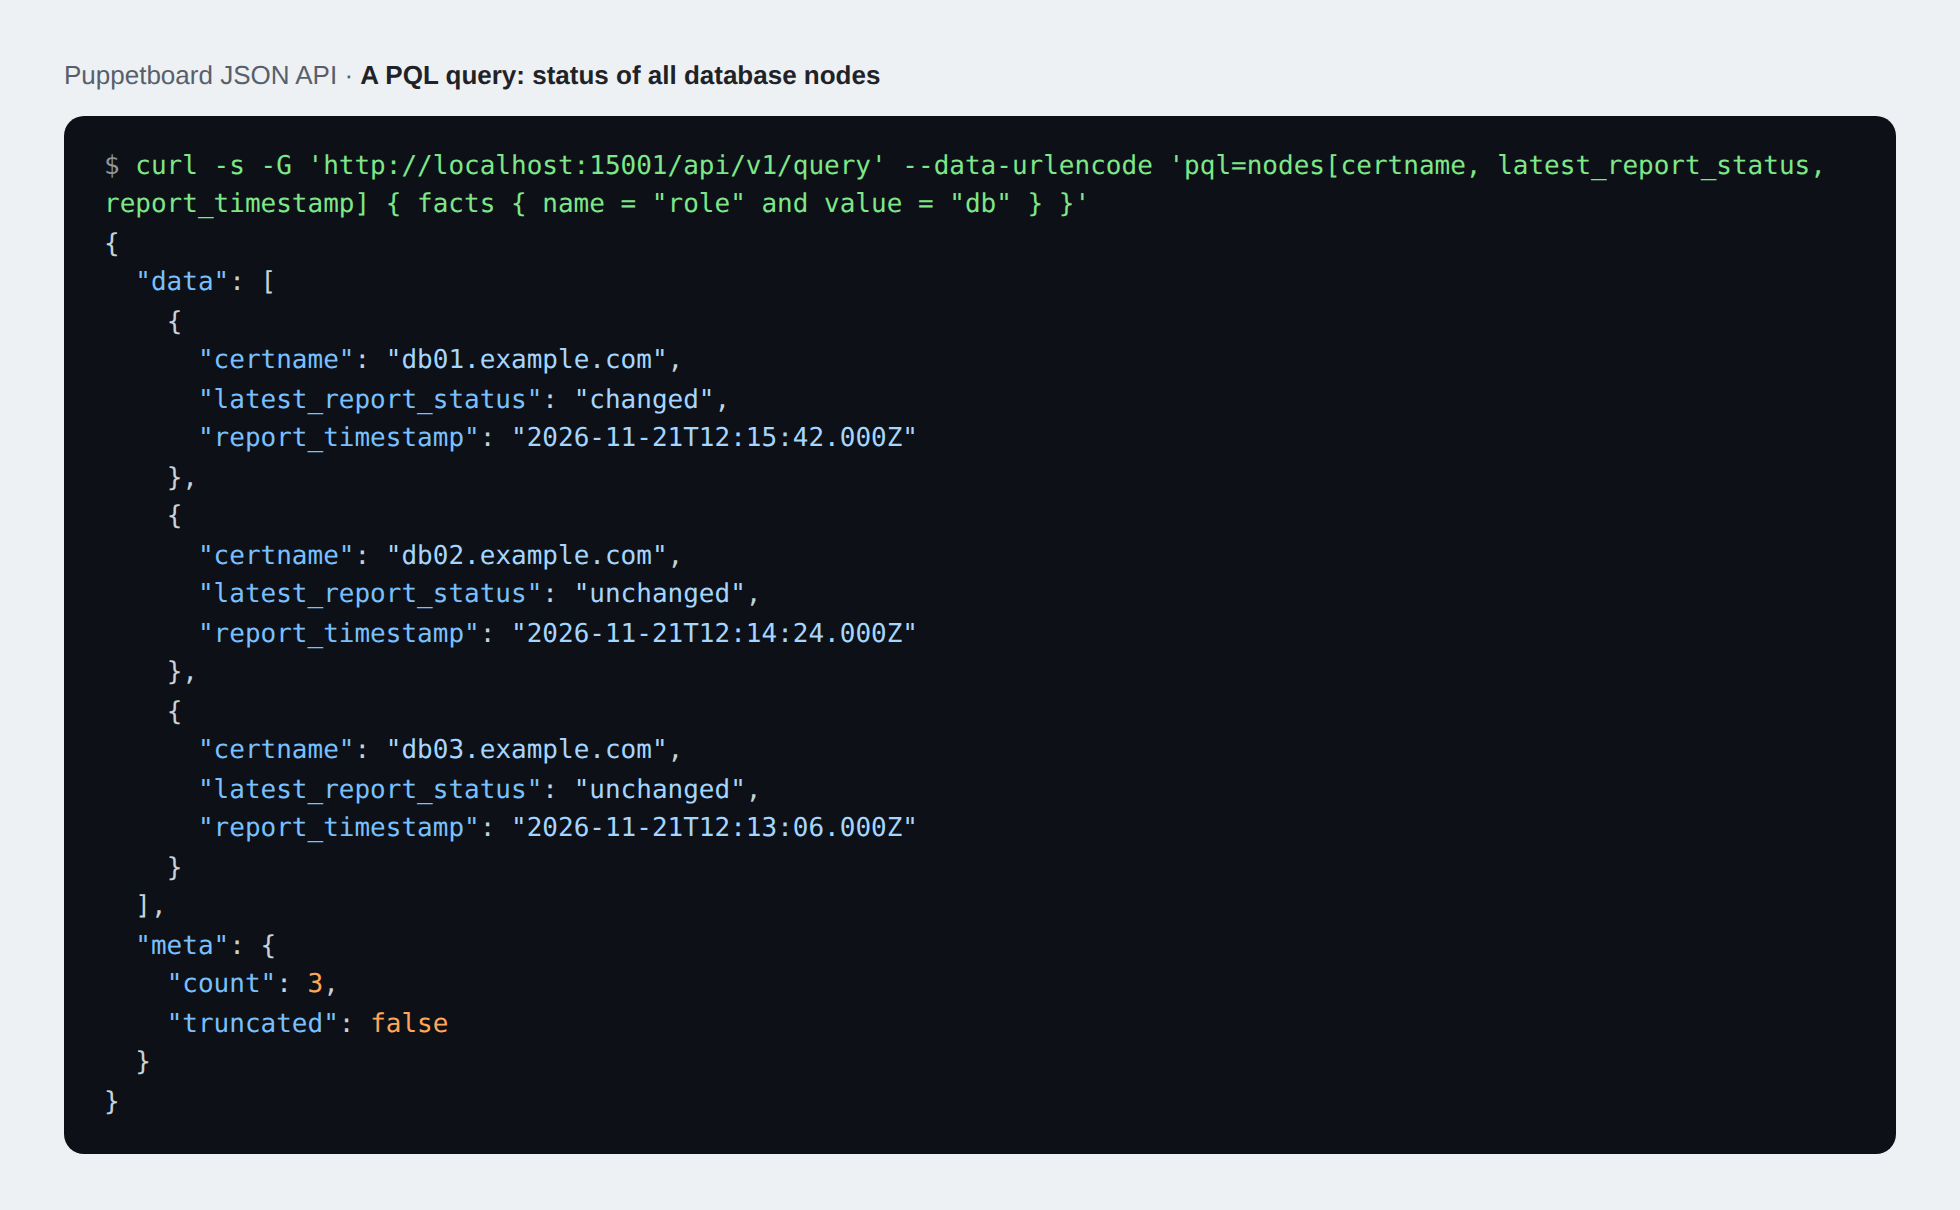 Puppetboard JSON API · A PQL query: status of all database nodes
$ curl -s -G 'http://localhost:15001/api/v1/query' --data-urlencode 'pql=nodes[certname, latest_report_status,
report_timestamp] { facts { name = "role" and value = "db" } }'
{
  "data": [
    {
      "certname": "db01.example.com",
      "latest_report_status": "changed",
      "report_timestamp": "2026-11-21T12:15:42.000Z"
    },
    {
      "certname": "db02.example.com",
      "latest_report_status": "unchanged",
      "report_timestamp": "2026-11-21T12:14:24.000Z"
    },
    {
      "certname": "db03.example.com",
      "latest_report_status": "unchanged",
      "report_timestamp": "2026-11-21T12:13:06.000Z"
    }
  ],
  "meta": {
    "count": 3,
    "truncated": false
  }
}